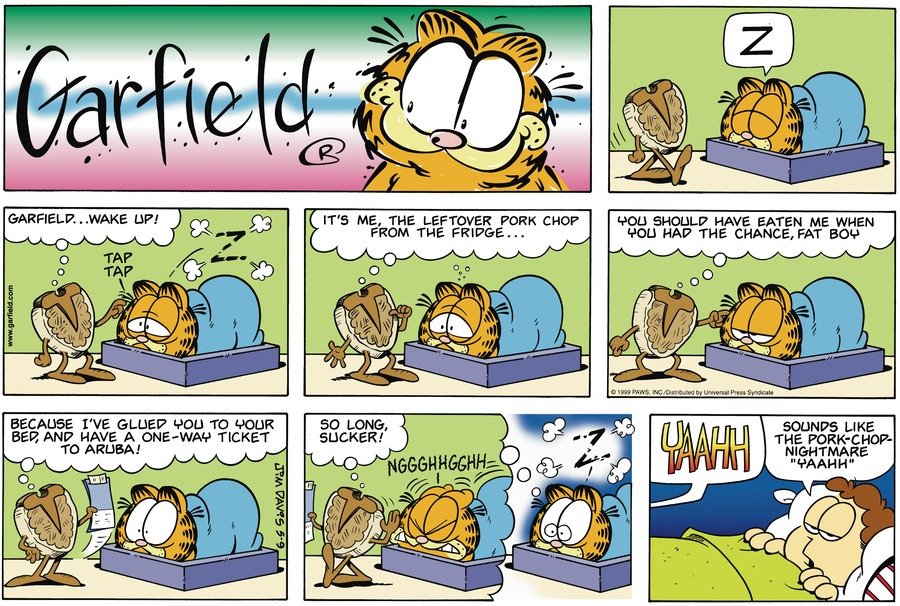 Garfield
R
Z
GARFIELD...WAKE UP!
TAP
TAP
Z
www.garfield.com
IT'S ME, THE LEFTOVER PORK CHOP
FROM THE FRIDGE...
YOU SHOULD HAVE EATEN ME WHEN
YOU HAD THE CHANCE, FAT BOY
© 1999 PAWS, INC./Distributed by Universal Press Syndicate
BECAUSE I'VE GLUED YOU TO YOUR
BED, AND HAVE A ONE-WAY TICKET
TO ARUBA!
JIM DAVIS 5-9
SO LONG,
SUCKER!
NGGGHHGGHH
Z
YAAHH
SOUNDS LIKE
THE PORK-CHOP-
NIGHTMARE
"YAAHH"